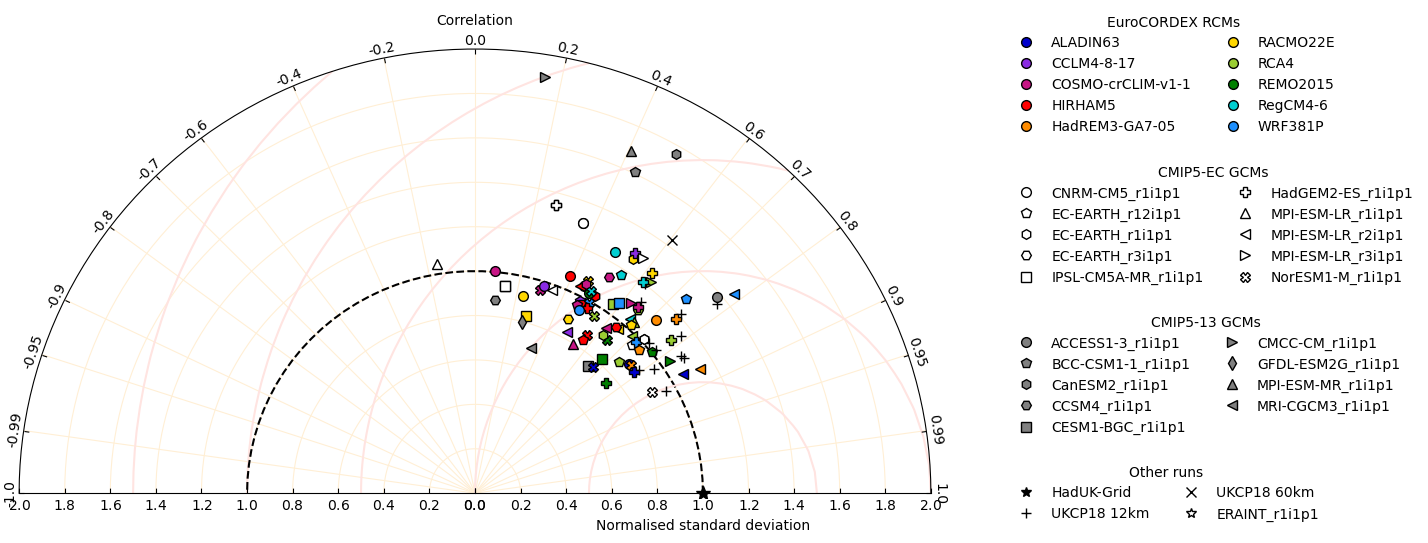 Correlation
0.0
-0.2
0.2
-0.4
0.4
-0.6
0.6
-0.7
0.7
-0.8
0.8
-0.9
0.9
-0.95
0.95
-0.99
0.99
-1.0
1.0
2.0 1.8 1.6 1.4 1.2 1.0 0.8 0.6 0.4 0.2 0.0 0.0 0.2 0.4 0.6 0.8 1.0 1.2 1.4 1.6 1.8 2.0
Normalised standard deviation
EuroCORDEX RCMs
ALADIN63 RACMO22E
CCLM4-8-17 RCA4
COSMO-crCLIM-v1-1 REMO2015
HIRHAM5 RegCM4-6
HadREM3-GA7-05 WRF381P
CMIP5-EC GCMs
CNRM-CM5_r1i1p1 HadGEM2-ES_r1i1p1
EC-EARTH_r12i1p1 MPI-ESM-LR_r1i1p1
EC-EARTH_r1i1p1 MPI-ESM-LR_r2i1p1
EC-EARTH_r3i1p1 MPI-ESM-LR_r3i1p1
IPSL-CM5A-MR_r1i1p1 NorESM1-M_r1i1p1
CMIP5-13 GCMs
ACCESS1-3_r1i1p1 CMCC-CM_r1i1p1
BCC-CSM1-1_r1i1p1 GFDL-ESM2G_r1i1p1
CanESM2_r1i1p1 MPI-ESM-MR_r1i1p1
CCSM4_r1i1p1 MRI-CGCM3_r1i1p1
CESM1-BGC_r1i1p1
Other runs
HadUK-Grid UKCP18 60km
UKCP18 12km ERAINT_r1i1p1